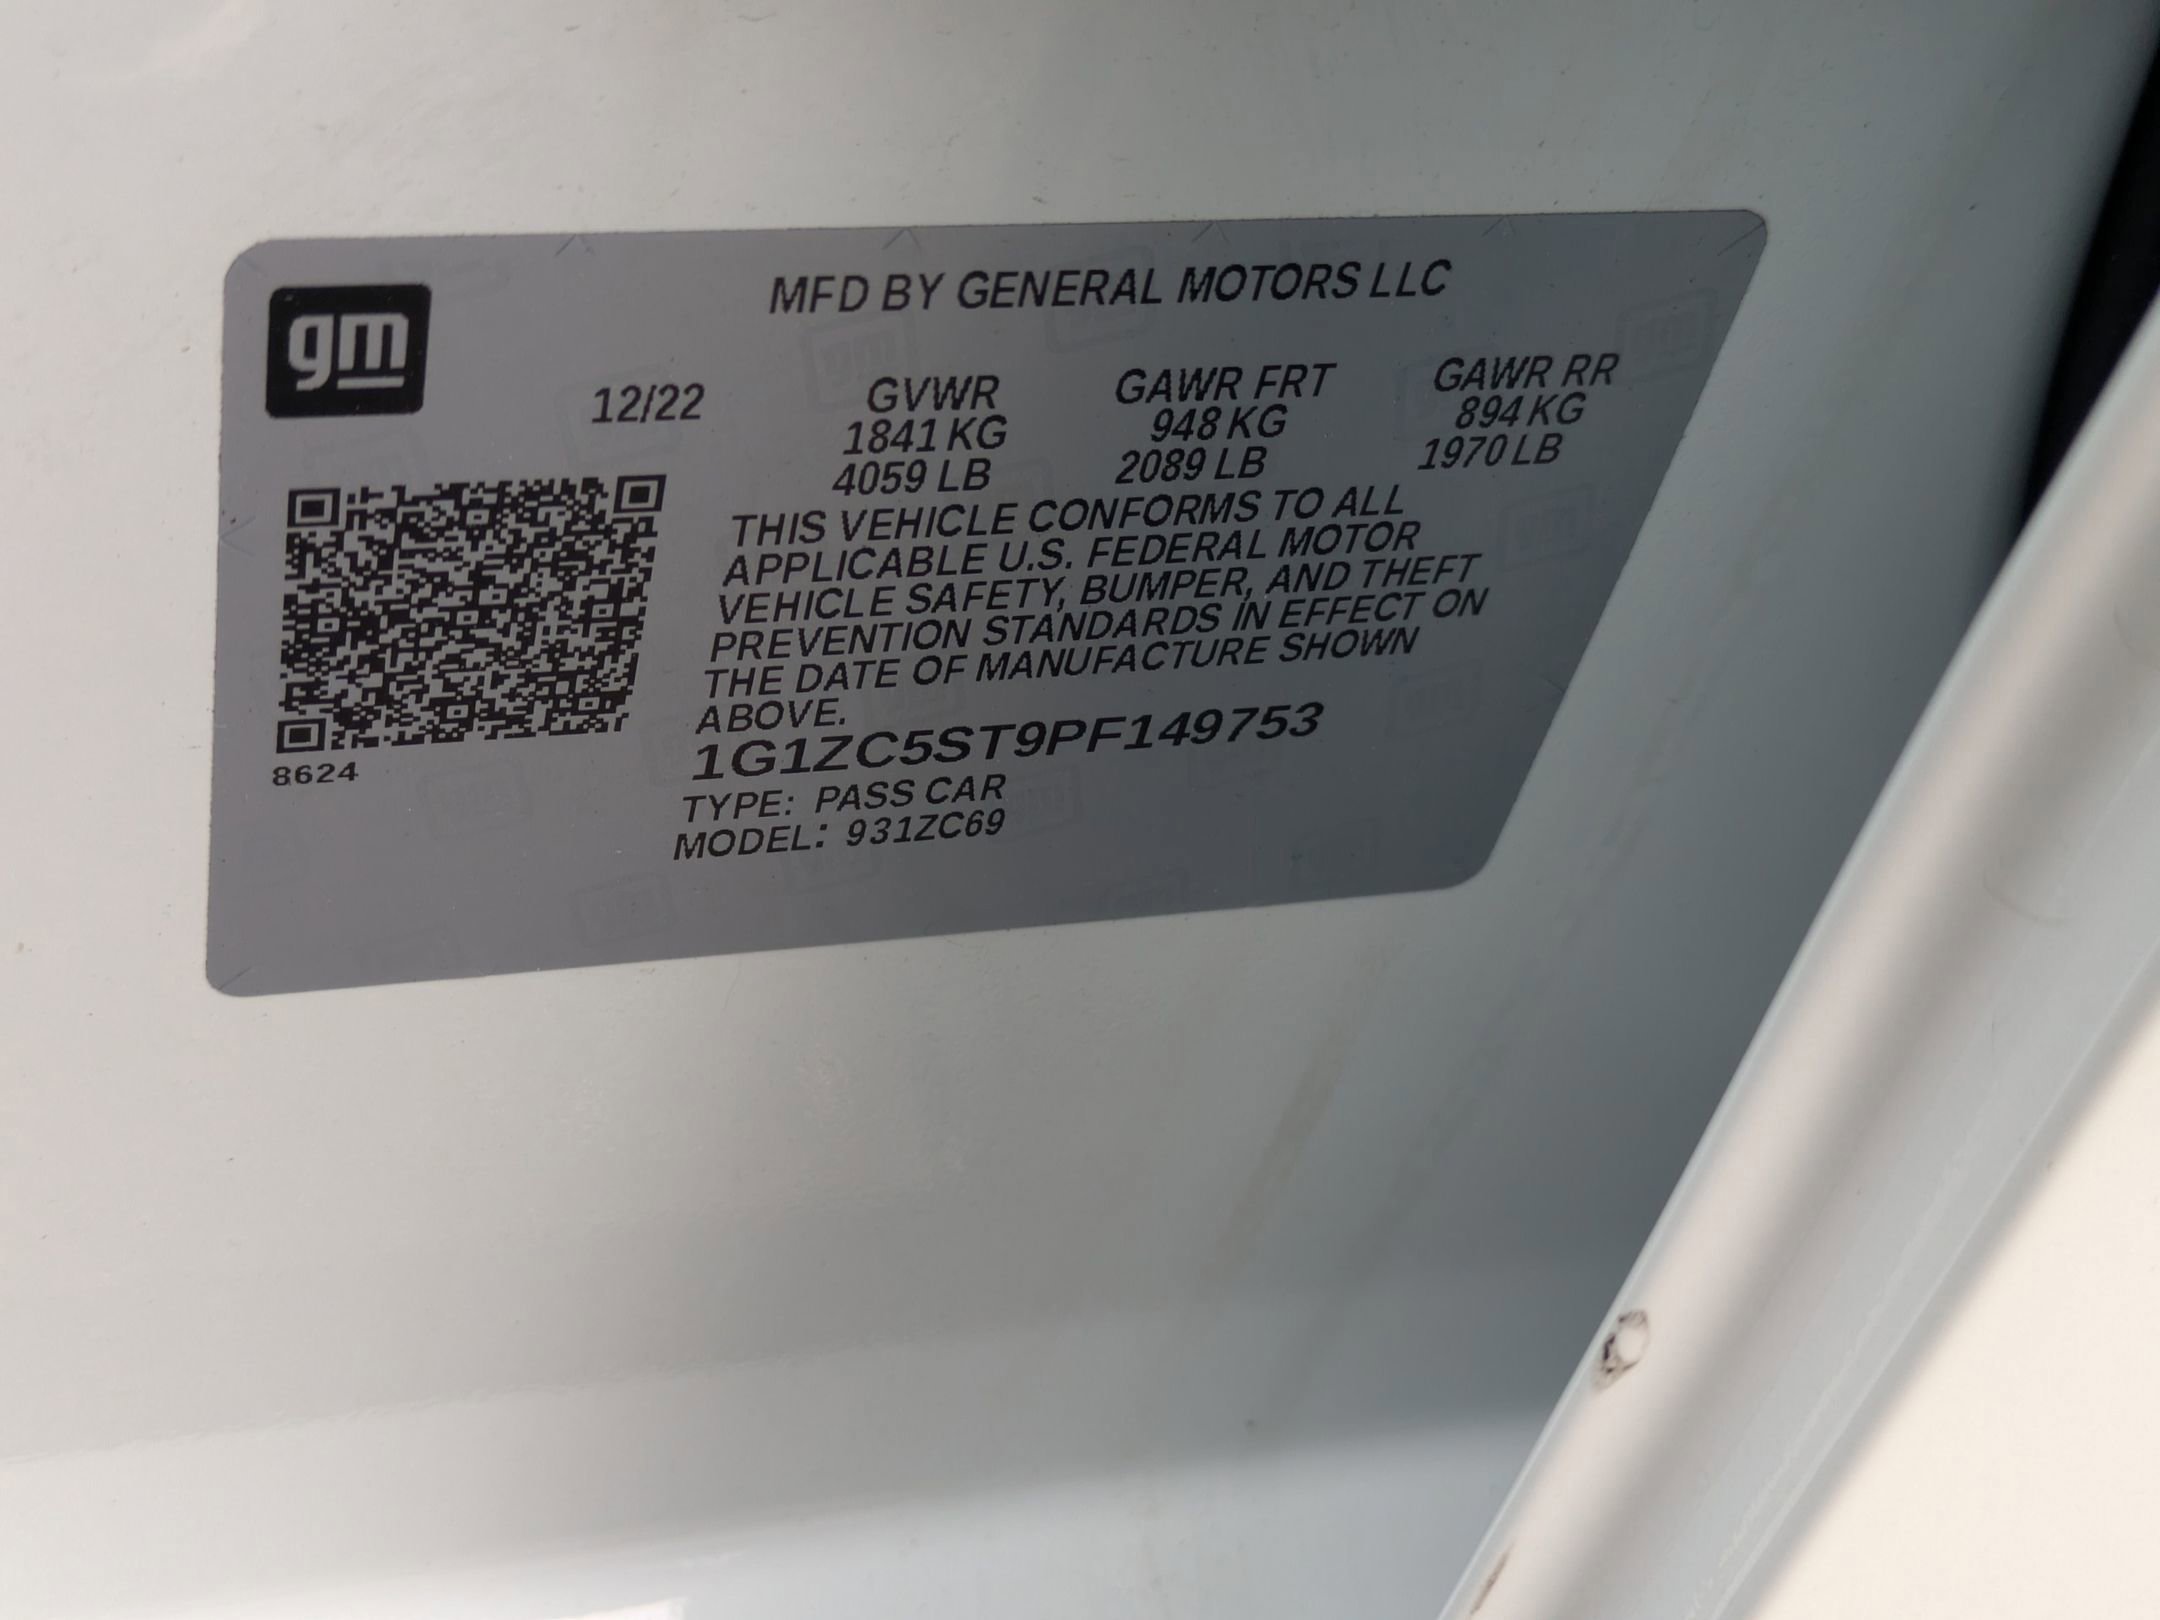 gm
MFD BY GENERAL MOTORS LLC
12/22 GVWR GAWR FRT GAWR RR
1841 KG 948 KG 894 KG
4059 LB 2089 LB 1970 LB
THIS VEHICLE CONFORMS TO ALL
APPLICABLE U.S. FEDERAL MOTOR
VEHICLE SAFETY, BUMPER, AND THEFT
PREVENTION STANDARDS IN EFFECT ON
THE DATE OF MANUFACTURE SHOWN
ABOVE.
1G1ZC5ST9PF149753
8624
TYPE: PASS CAR
MODEL: 931ZC69